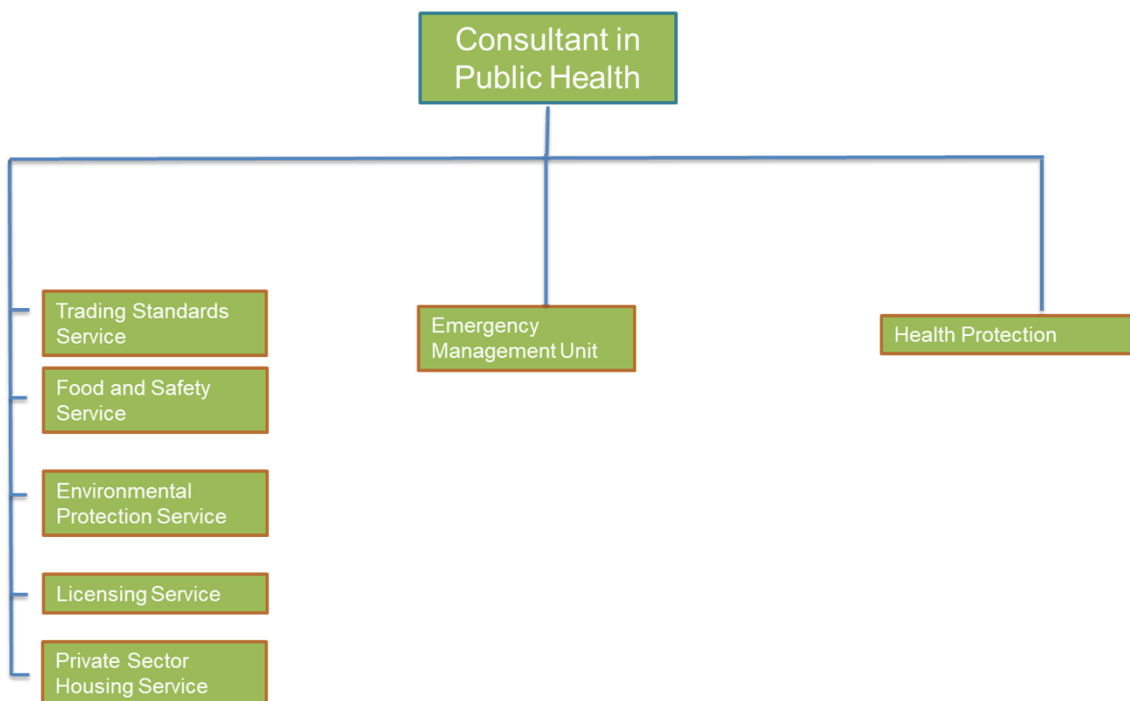 Consultant in
Public Health
Trading Standards
Service
Food and Safety
Service
Environmental
Protection Service
Licensing Service
Private Sector
Housing Service
Emergency
Management Unit
Health Protection